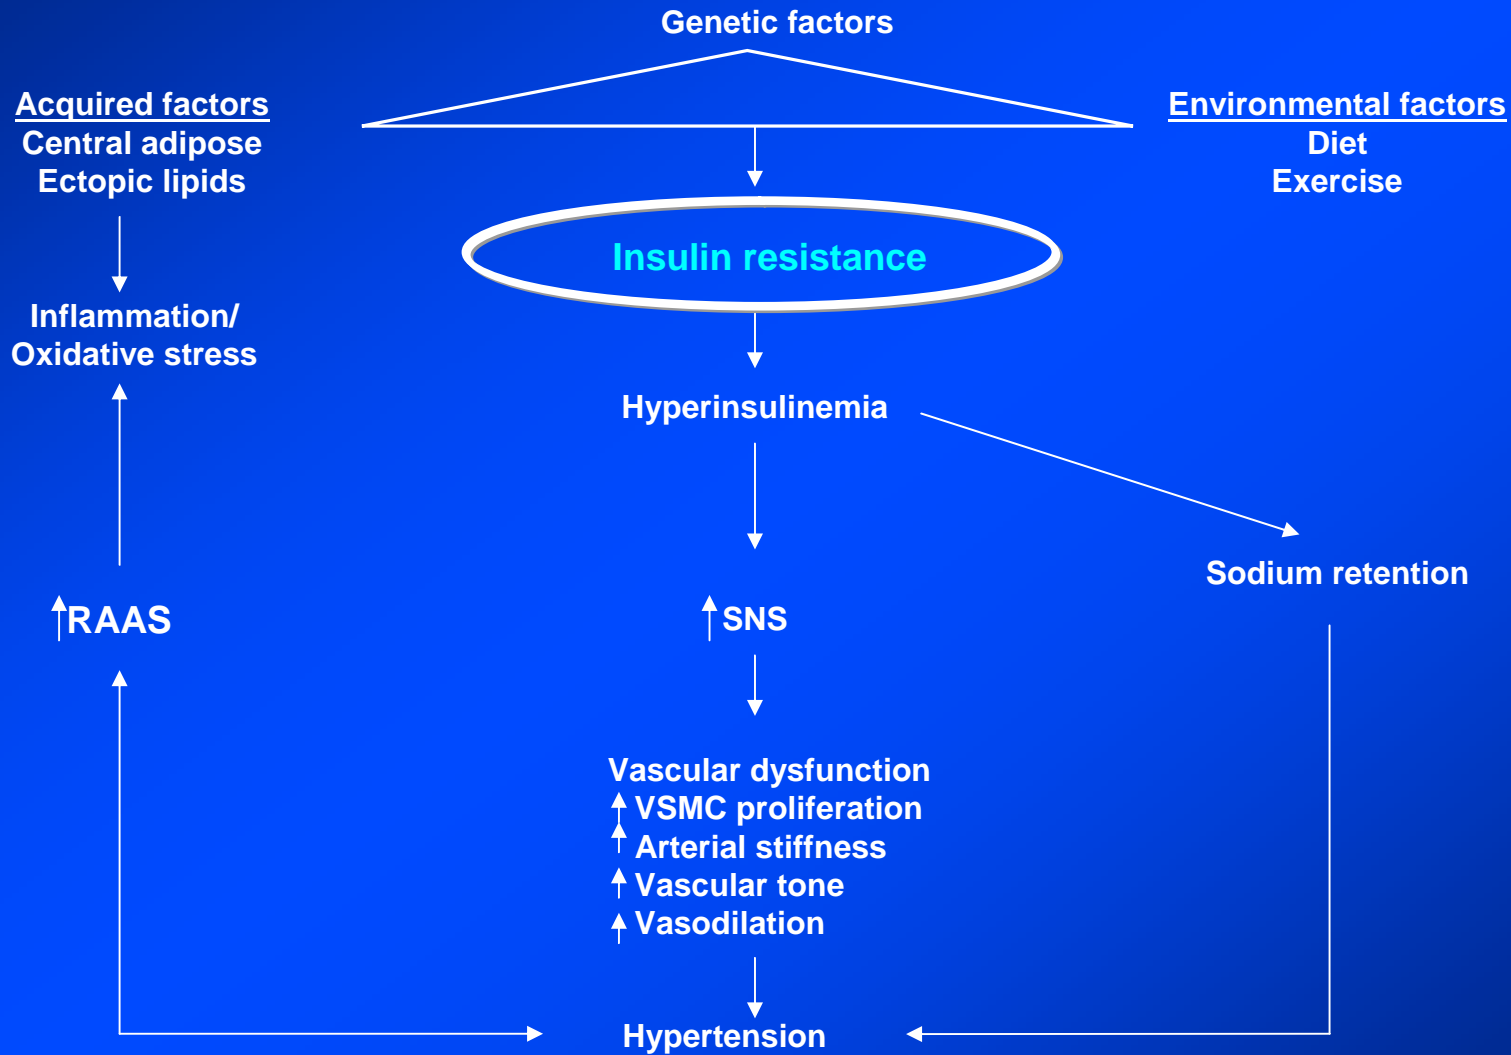 Genetic factors
Acquired factors
Central adipose
Ectopic lipids
Environmental factors
Diet
Exercise
Insulin resistance
Inflammation/
Oxidative stress
Hyperinsulinemia
Sodium retention
↑RAAS
↑ SNS
Vascular dysfunction
↑ VSMC proliferation
↑ Arterial stiffness
↑ Vascular tone
↑ Vasodilation
Hypertension